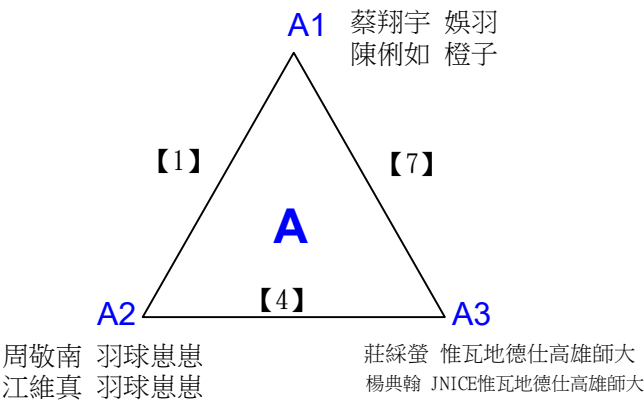 A1
蔡翔宇 娛羽
陳俐如 橙子
【1】
【7】
A
【4】
A2
A3
周敬南 羽球崽崽
江維真 羽球崽崽
莊綵螢 惟瓦地德仕高雄師大
楊典翰 JNICE惟瓦地德仕高雄師大